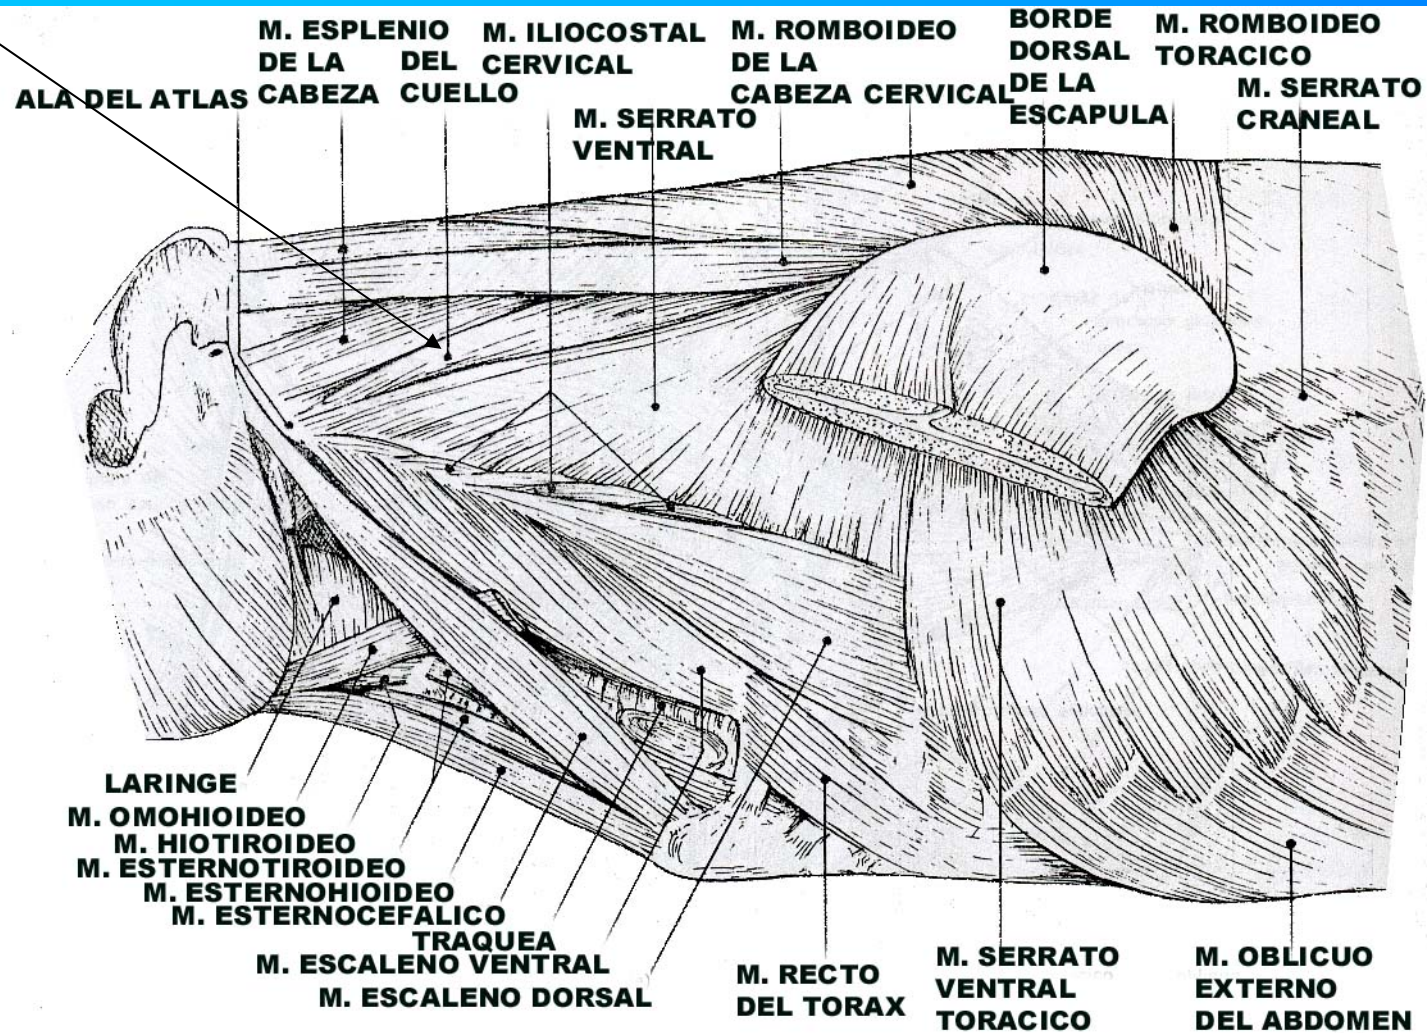 M. ESPLENIO
DE LA DEL
CABEZA CUELLO
M. ILIOCOSTAL
CERVICAL
M. ROMBOIDEO
DE LA
CABEZA CERVICAL
BORDE
DORSAL
DE LA
ESCAPULA
M. ROMBOIDEO
TORACICO
M. SERRATO
CRANEAL
ALA DEL ATLAS
M. SERRATO
VENTRAL
LARINGE
M. OMOHIOIDEO
M. HIOTIROIDEO
M. ESTERNOTIROIDEO
M. ESTERNOHIOIDEO
M. ESTERNOCEFALICO
TRAQUEA
M. ESCALENO VENTRAL
M. ESCALENO DORSAL
M. RECTO
DEL TORAX
M. SERRATO
VENTRAL
TORACICO
M. OBLICUO
EXTERNO
DEL ABDOMEN